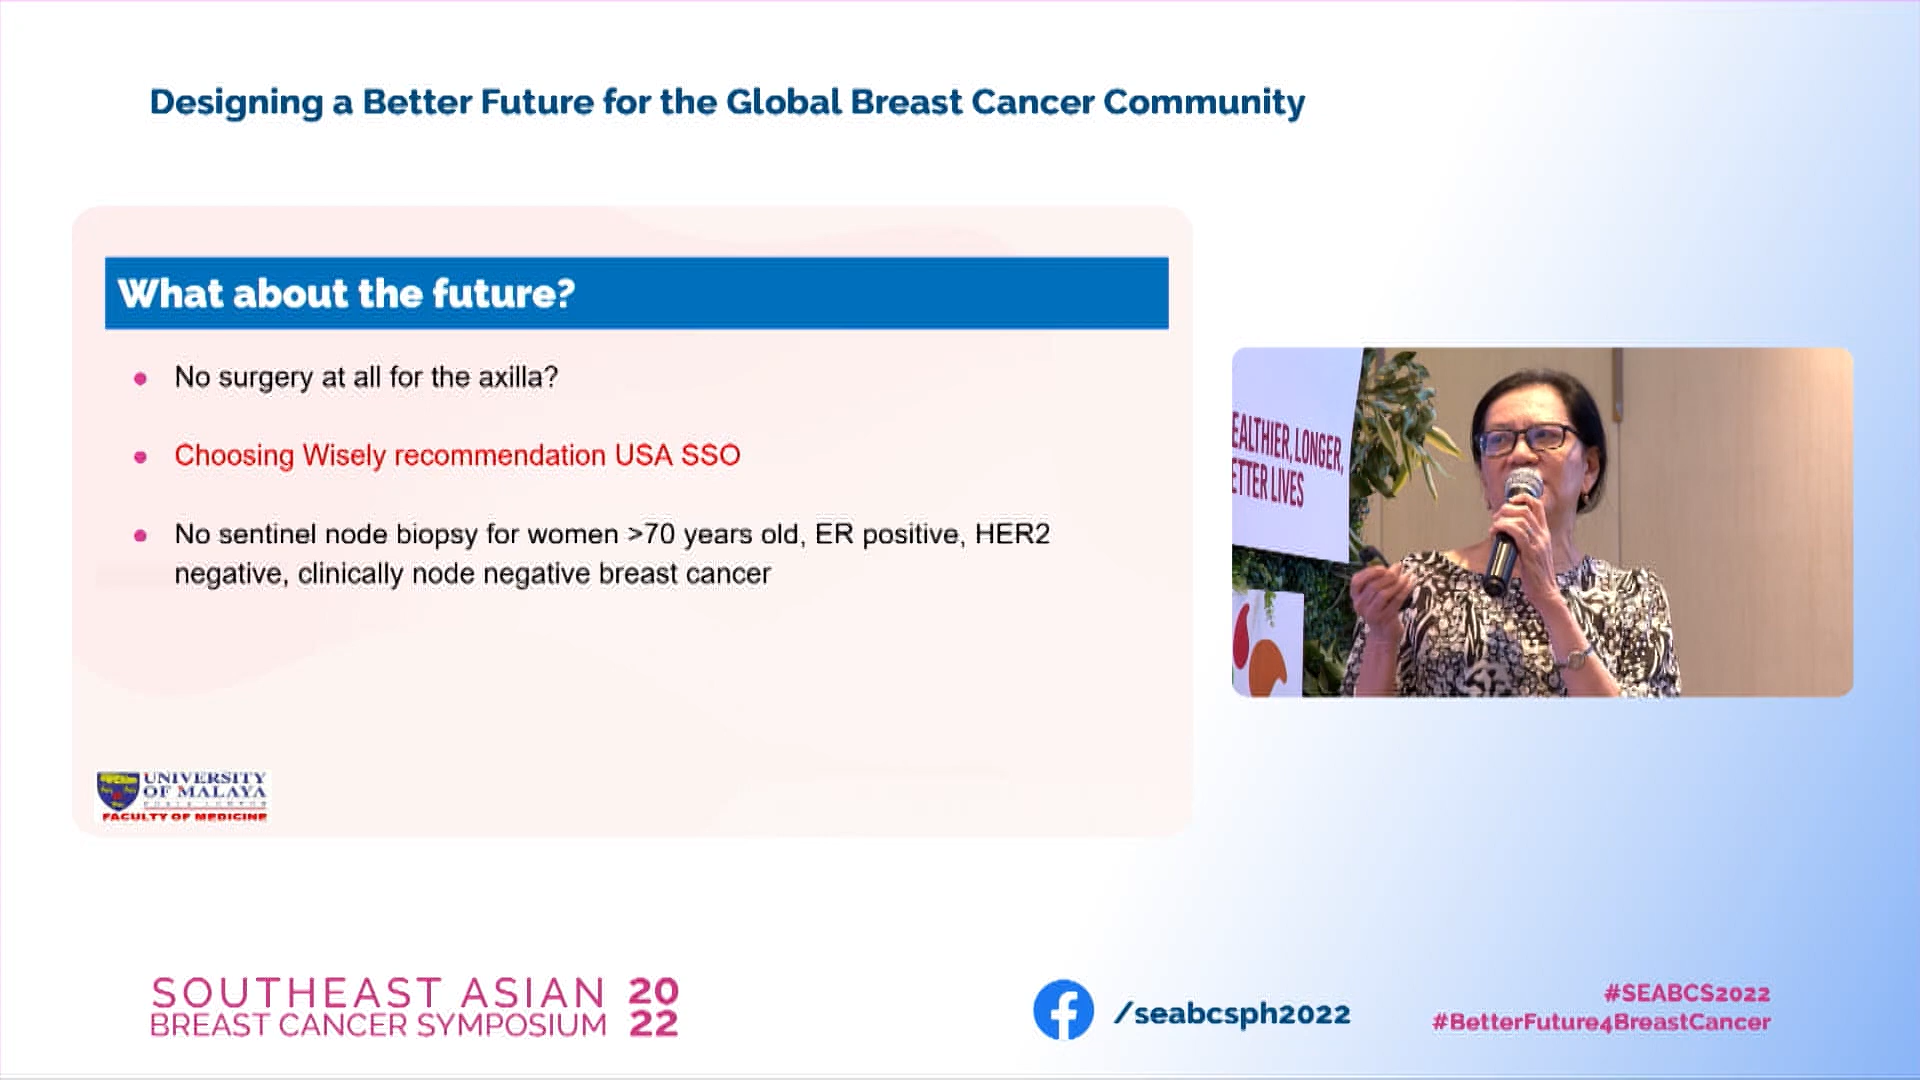 Designing a Better Future for the Global Breast Cancer Community
What about the future?
No surgery at all for the axilla?
Choosing Wisely recommendation USA SSO
No sentinel node biopsy for women >70 years old, ER positive, HER2
negative, clinically node negative breast cancer
EALTHIER, LONGER,
ETTER LIVES
UNIVERSITY
OF MALAYA
FACULTY OF MEDICINE
SOUTHEAST ASIAN 20
BREAST CANCER SYMPOSIUM 22
/seabcsph2022
#SEABCS2022
#BetterFuture4BreastCancer